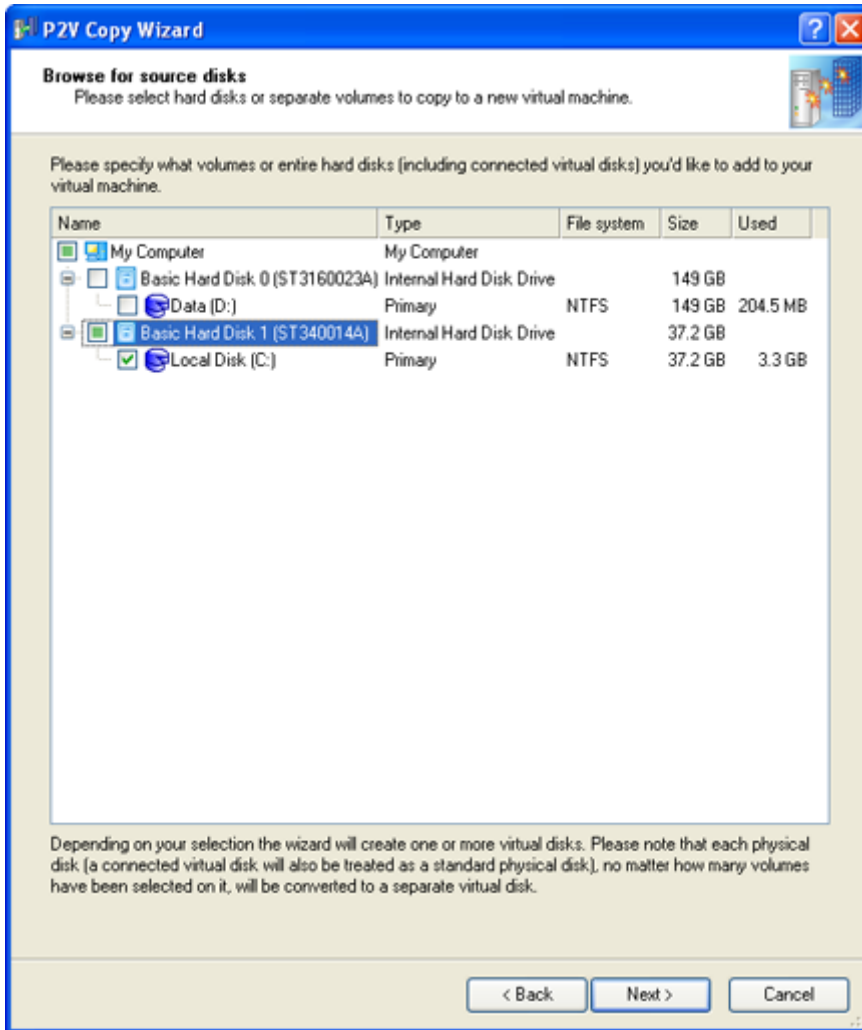 P2V Copy Wizard
Browse for source disks
Please select hard disks or separate volumes to copy to a new virtual machine.
Please specify what volumes or entire hard disks (including connected virtual disks) you'd like to add to your
virtual machine.
Name Type File system Size Used
My Computer My Computer
Basic Hard Disk 0 (ST3160023A) Internal Hard Disk Drive 149 GB
Data (D:) Primary NTFS 149 GB 204.5 MB
Basic Hard Disk 1 (ST340014A) Internal Hard Disk Drive 37.2 GB
Local Disk (C:) Primary NTFS 37.2 GB 3.3 GB
Depending on your selection the wizard will create one or more virtual disks. Please note that each physical
disk (a connected virtual disk will also be treated as a standard physical disk), no matter how many volumes
have been selected on it, will be converted to a separate virtual disk.
< Back Next > Cancel